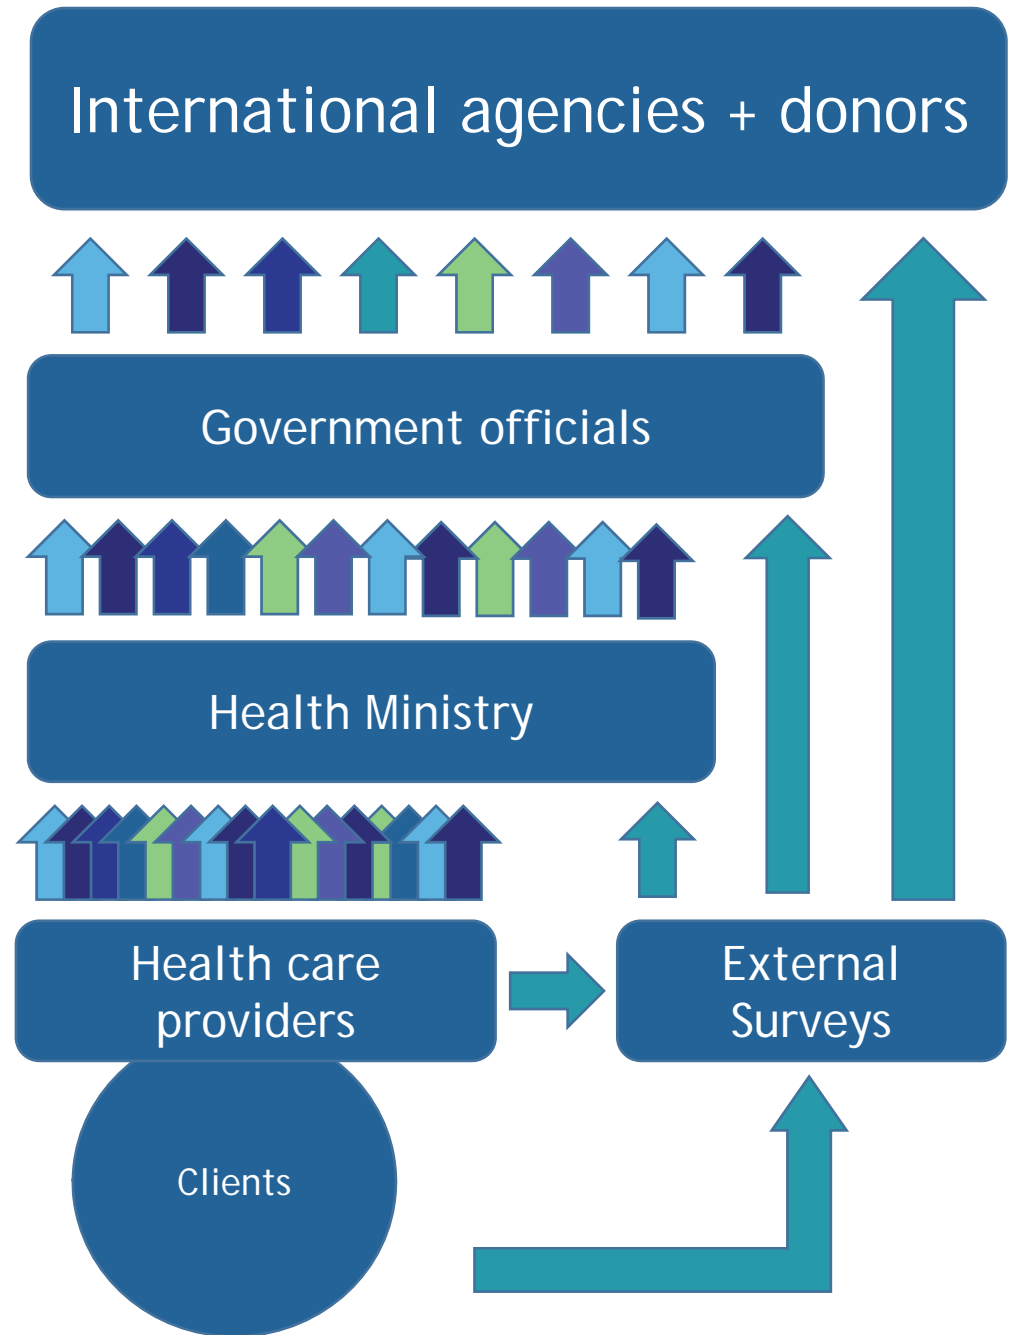 International agencies + donors
Government officials
Health Ministry
Health care
providers
External
Surveys
Clients